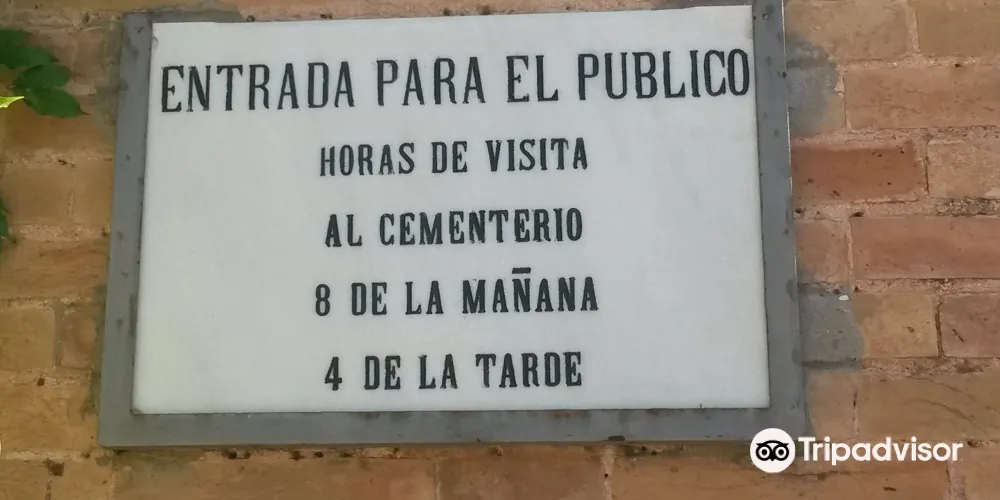 ENTRADA PARA EL PUBLICO
HORAS DE VISITA
AL CEMENTERIO
8 DE LA MAÑANA
4 DE LA TARDE
Tripadvisor